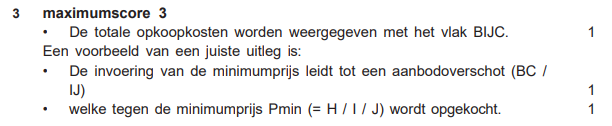 3 maximumscore 3
• De totale opkoopkosten worden weergegeven met het vlak BIJC. 1
Een voorbeeld van een juiste uitleg is:
• De invoering van de minimumprijs leidt tot een aanbodoverschot (BC /
IJ) 1
• welke tegen de minimumprijs Pmin (= H / I / J) wordt opgekocht. 1